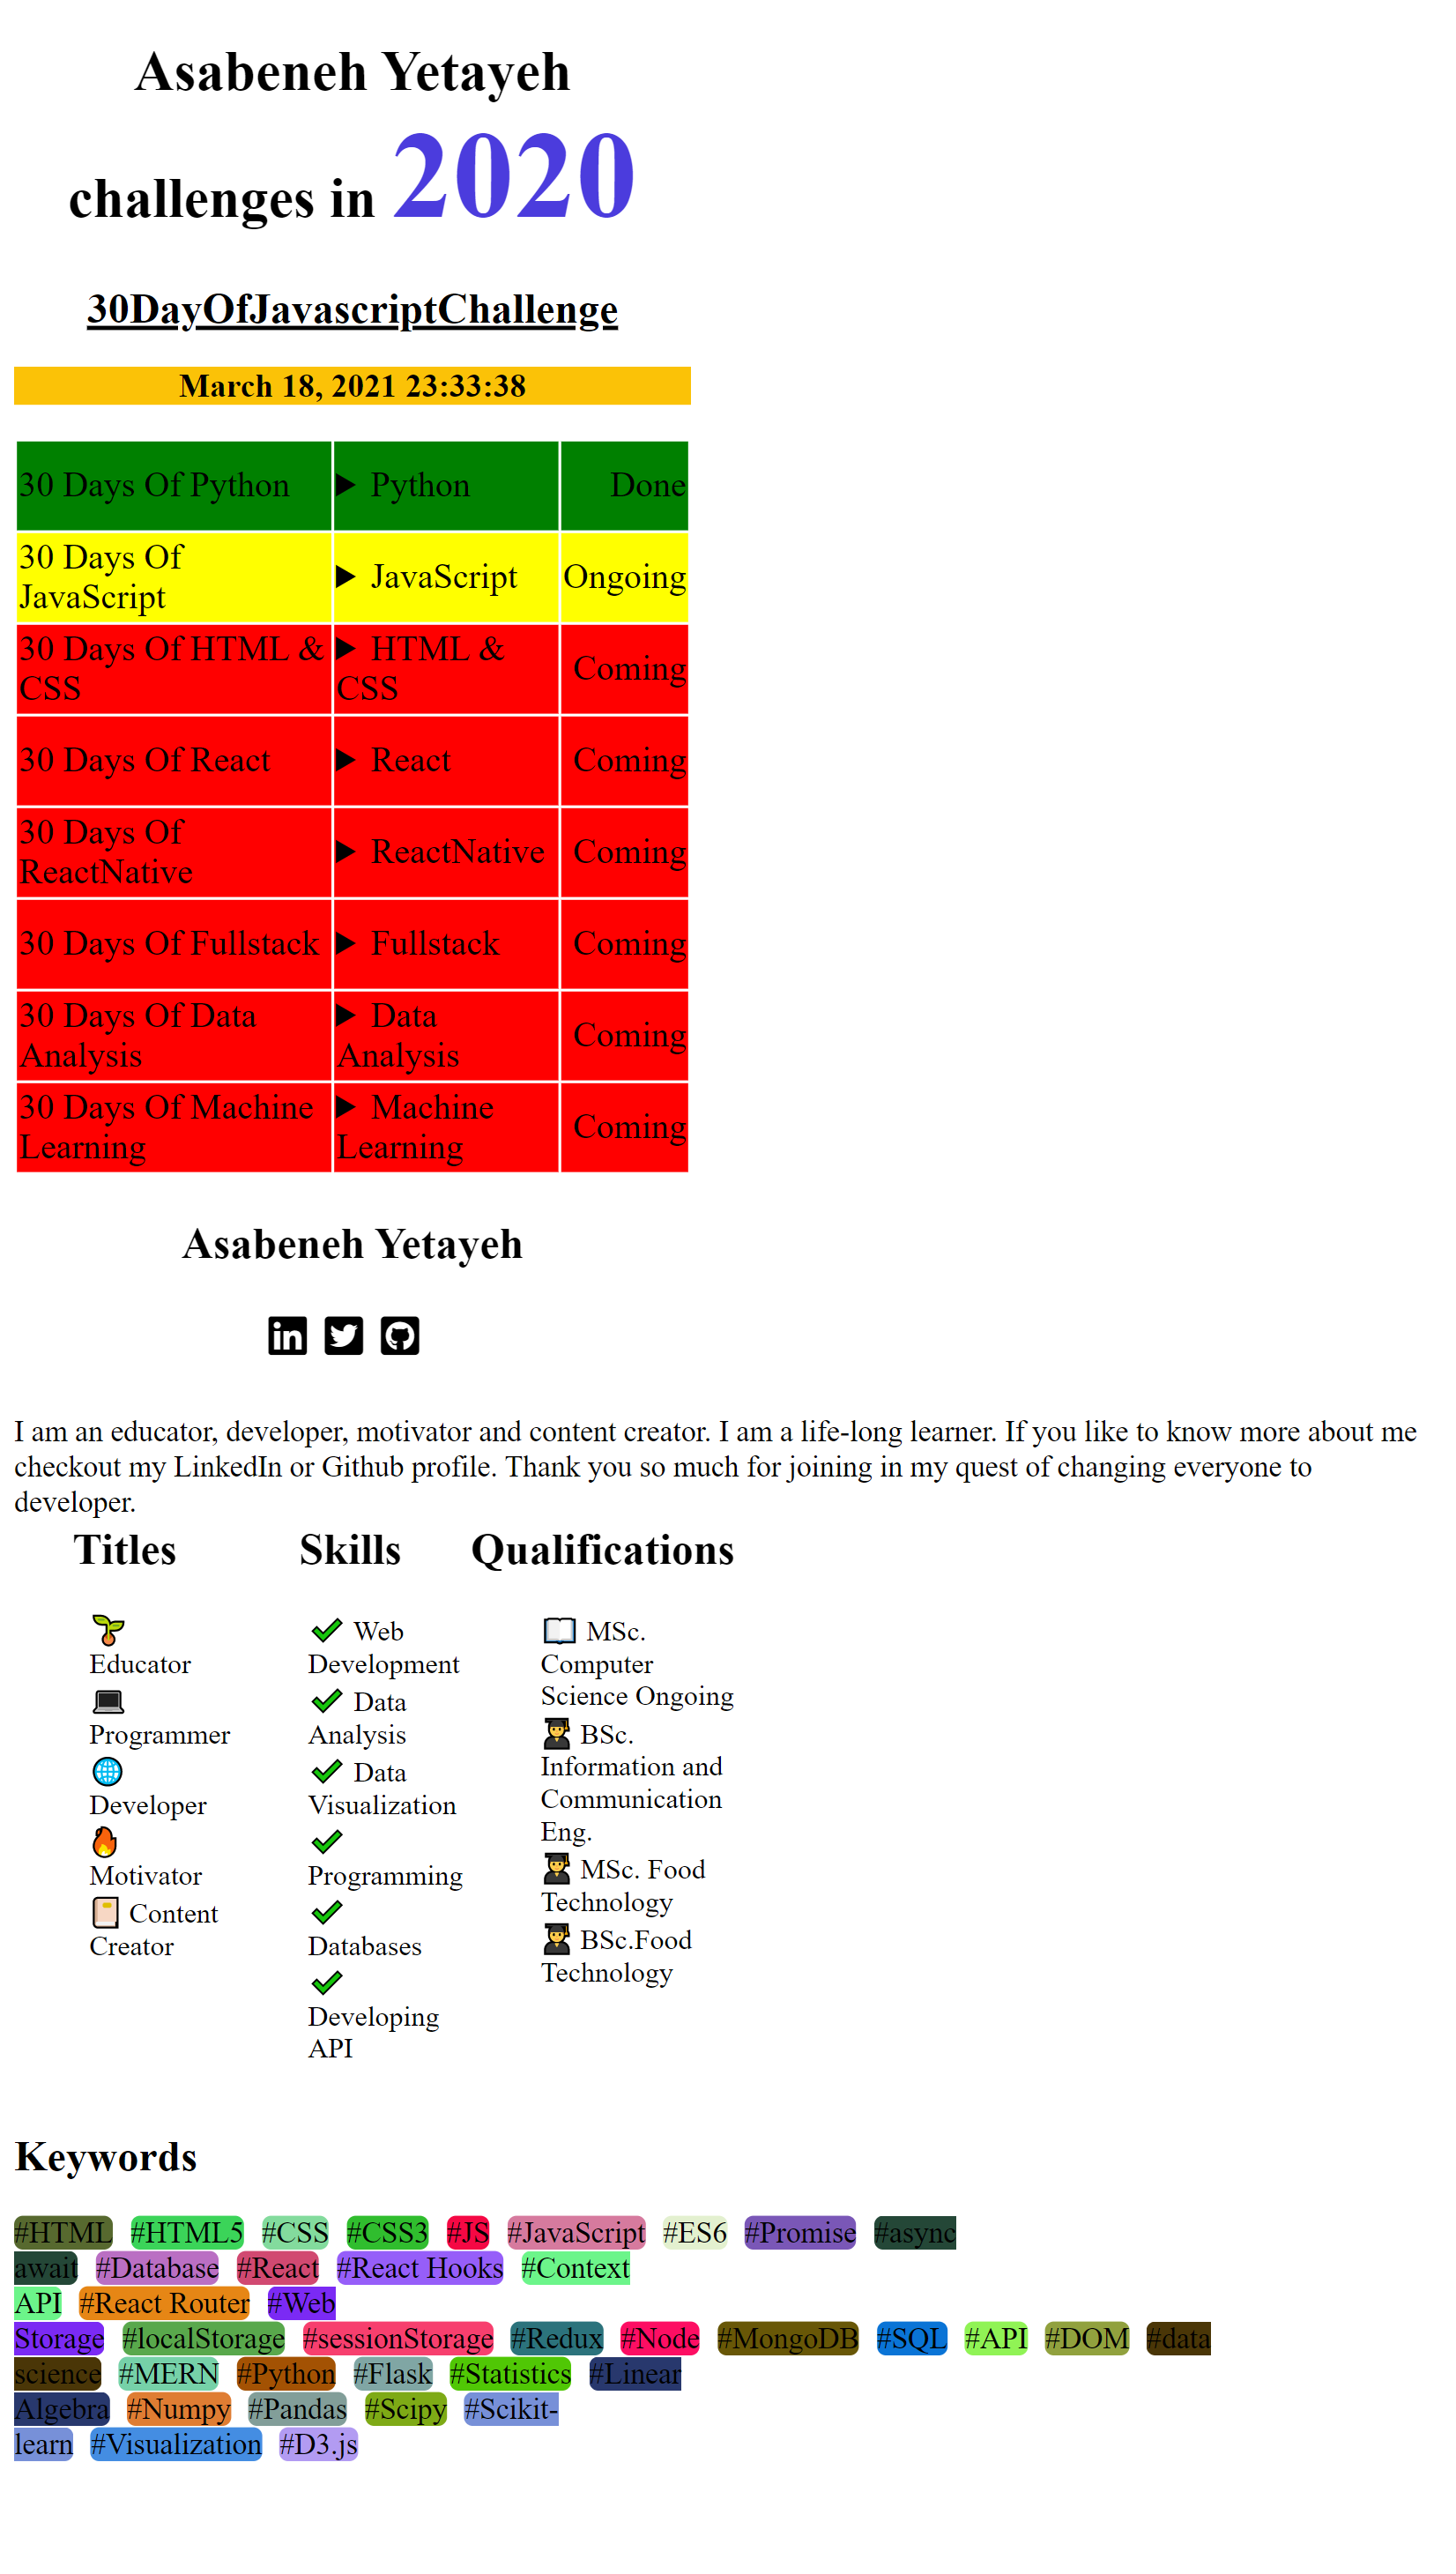 Asabeneh Yetayeh
challenges in 2020
30DayOfJavascriptChallenge
March 18, 2021 23:33:38
30 Days Of Python
Python
Done
30 Days Of
JavaScript
JavaScript
Ongoing
30 Days Of HTML &
CSS
HTML &
CSS
Coming
30 Days Of React
React
Coming
30 Days Of
ReactNative
ReactNative
Coming
30 Days Of Fullstack
Fullstack
Coming
30 Days Of Data
Analysis
Data
Analysis
Coming
30 Days Of Machine
Learning
Machine
Learning
Coming
Asabeneh Yetayeh
in
I am an educator, developer, motivator and content creator. I am a life-long learner. If you like to know more about me
checkout my LinkedIn or Github profile. Thank you so much for joining in my quest of changing everyone to
developer.
Titles
Educator
Programmer
Developer
Motivator
Content
Creator
Skills
Web
Development
Data
Analysis
Data
Visualization
Programming
Databases
Developing
API
Qualifications
MSc.
Computer
Science Ongoing
BSc.
Information and
Communication
Eng.
MSc. Food
Technology
BSc.Food
Technology
Keywords
#HTML #HTML5 #CSS #CSS3 #JS #JavaScript #ES6 #Promise #async
await #Database #React #React Hooks #Context
API #React Router #Web
Storage #localStorage #sessionStorage #Redux #Node #MongoDB #SQL #API #DOM #data
science #MERN #Python #Flask #Statistics #Linear
Algebra #Numpy #Pandas #Scipy #Scikit-
learn #Visualization #D3.js